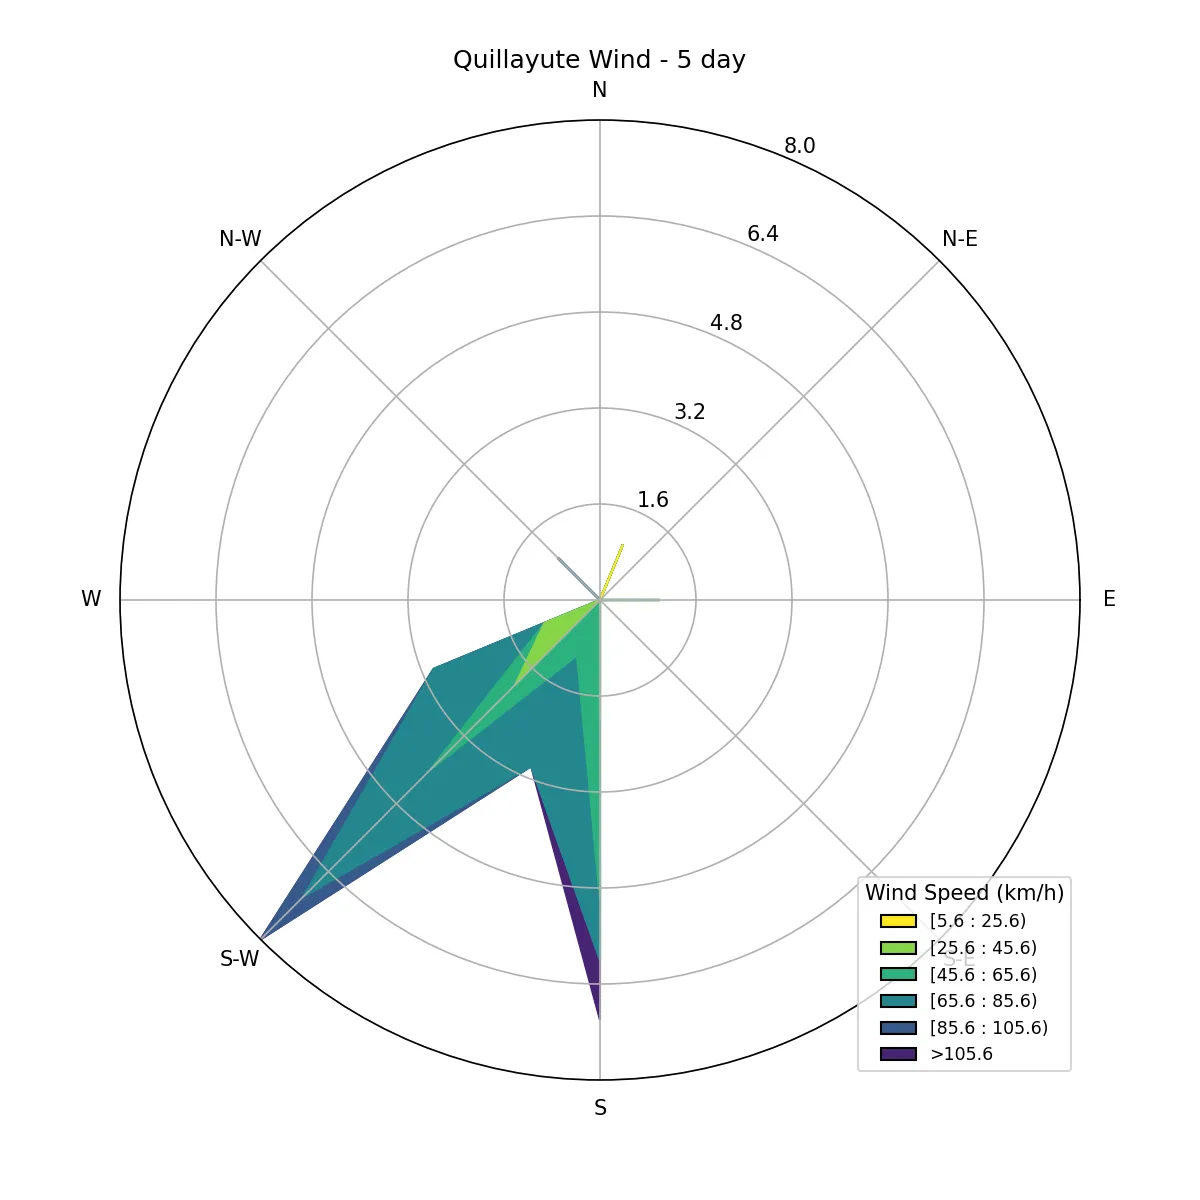 Quillayute Wind - 5 day
N
8.0
N-W
N-E
6.4
4.8
3.2
1.6
W
E
S-W
S-E
Wind Speed (km/h)
[5.6 : 25.6)
[25.6 : 45.6)
[45.6 : 65.6)
[65.6 : 85.6)
[85.6 : 105.6)
>105.6
S